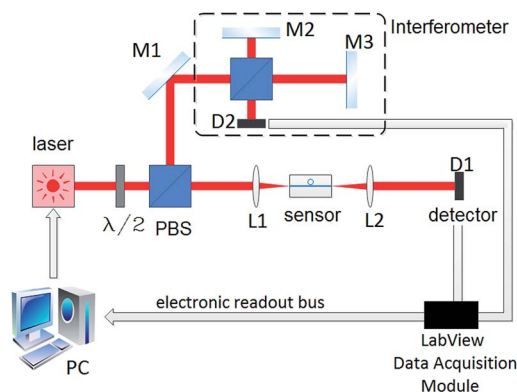 M1
M2
Interferometer
M3
D2
laser
λ/2
PBS
L1
sensor
L2
D1
detector
electronic readout bus
PC
LabView
Data Acquisition
Module